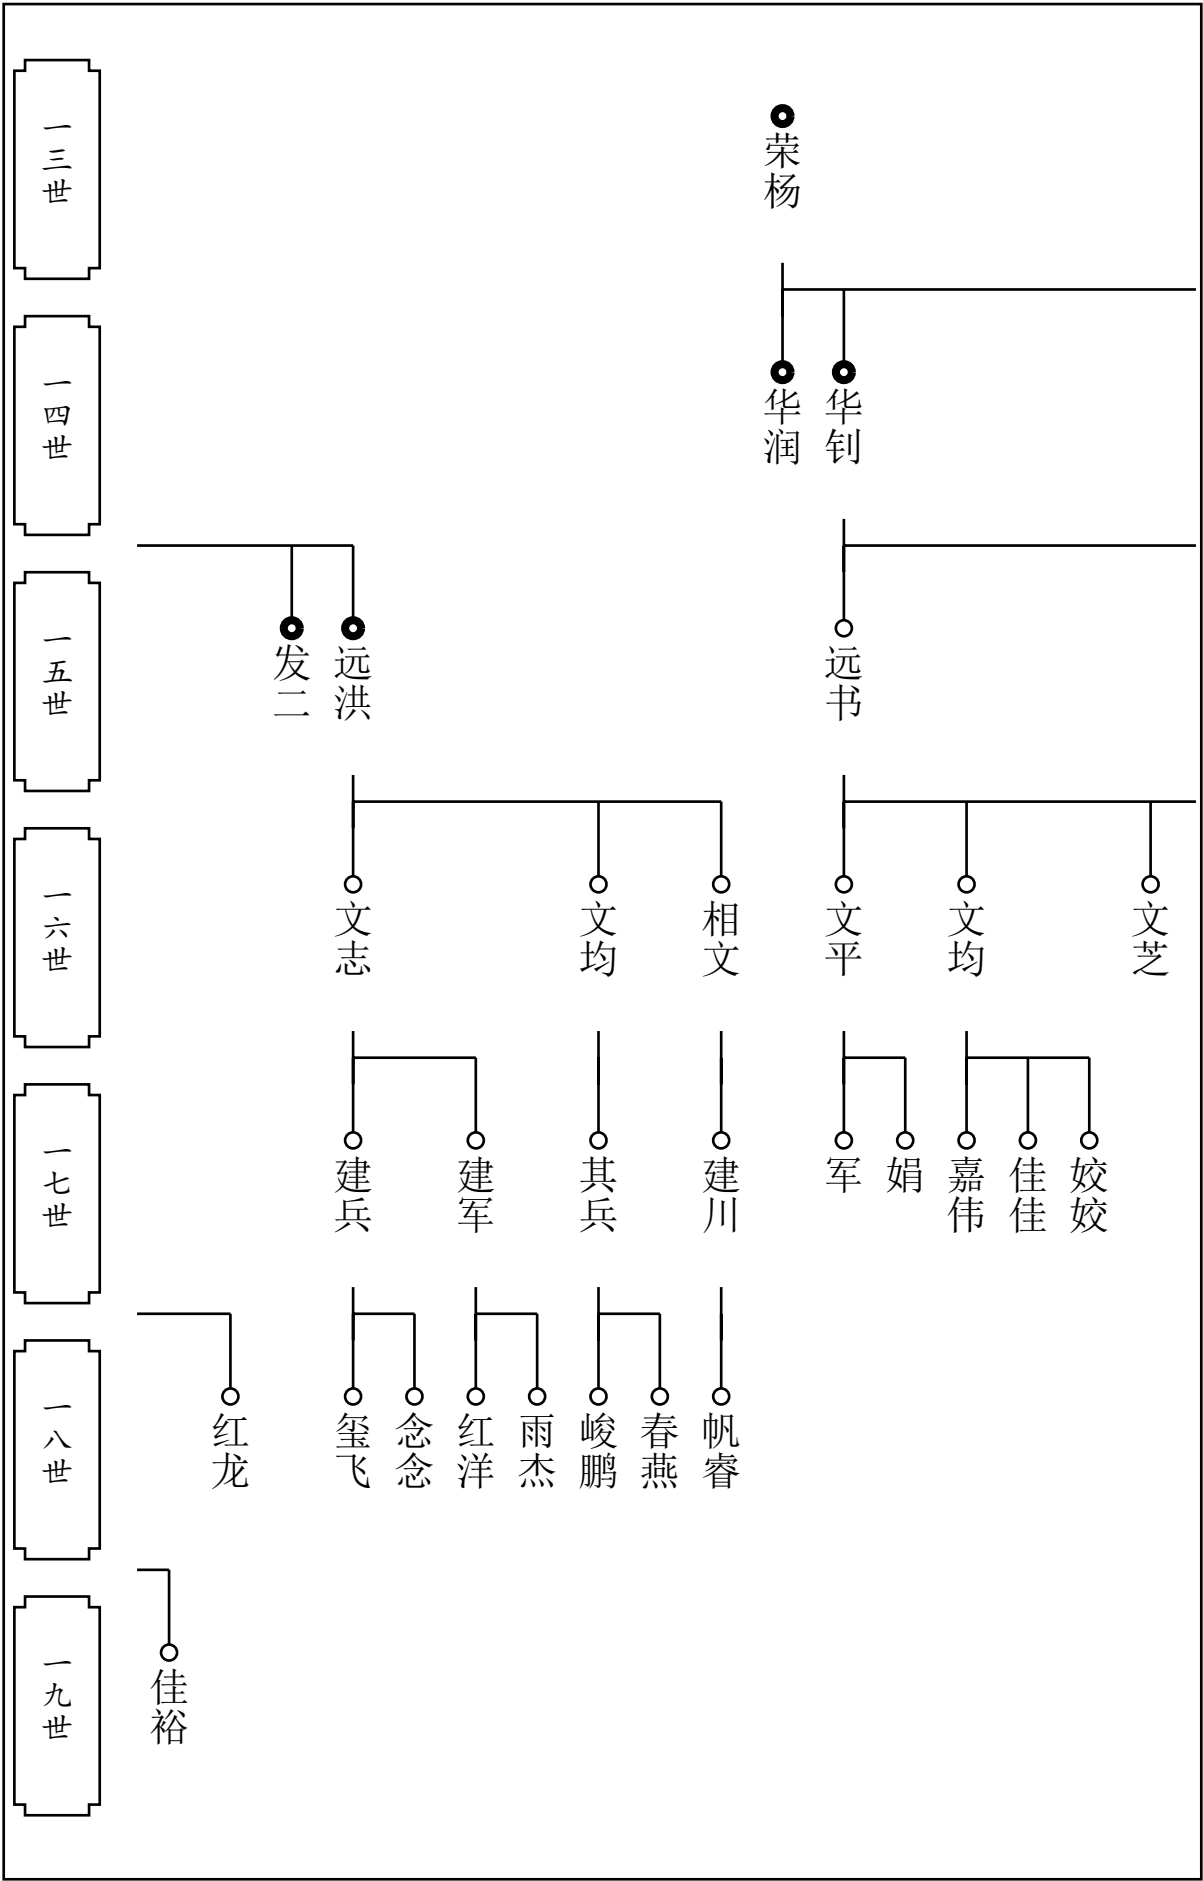 一三世
荣杨
一四世
华润
华钊
一五世
发二
远洪
远书
一六世
文志
文均
相文
文平
文均
文芝
一七世
建兵
建军
其兵
建川
军
娟
嘉伟
佳佳
姣姣
一八世
红龙
玺飞
念念
红洋
雨杰
峻鹏
春燕
帆睿
一九世
佳裕